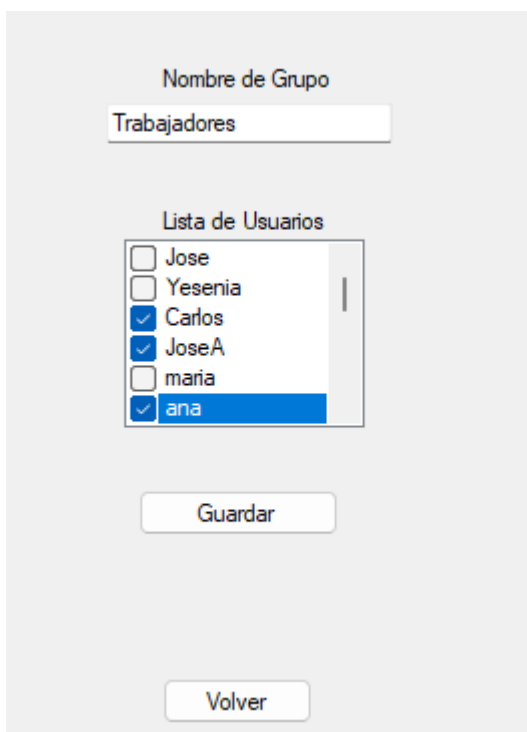 Nombre de Grupo
Trabajadores
Lista de Usuarios
Jose
Yesenia
Carlos
JoseA
maria
ana
Guardar
Volver